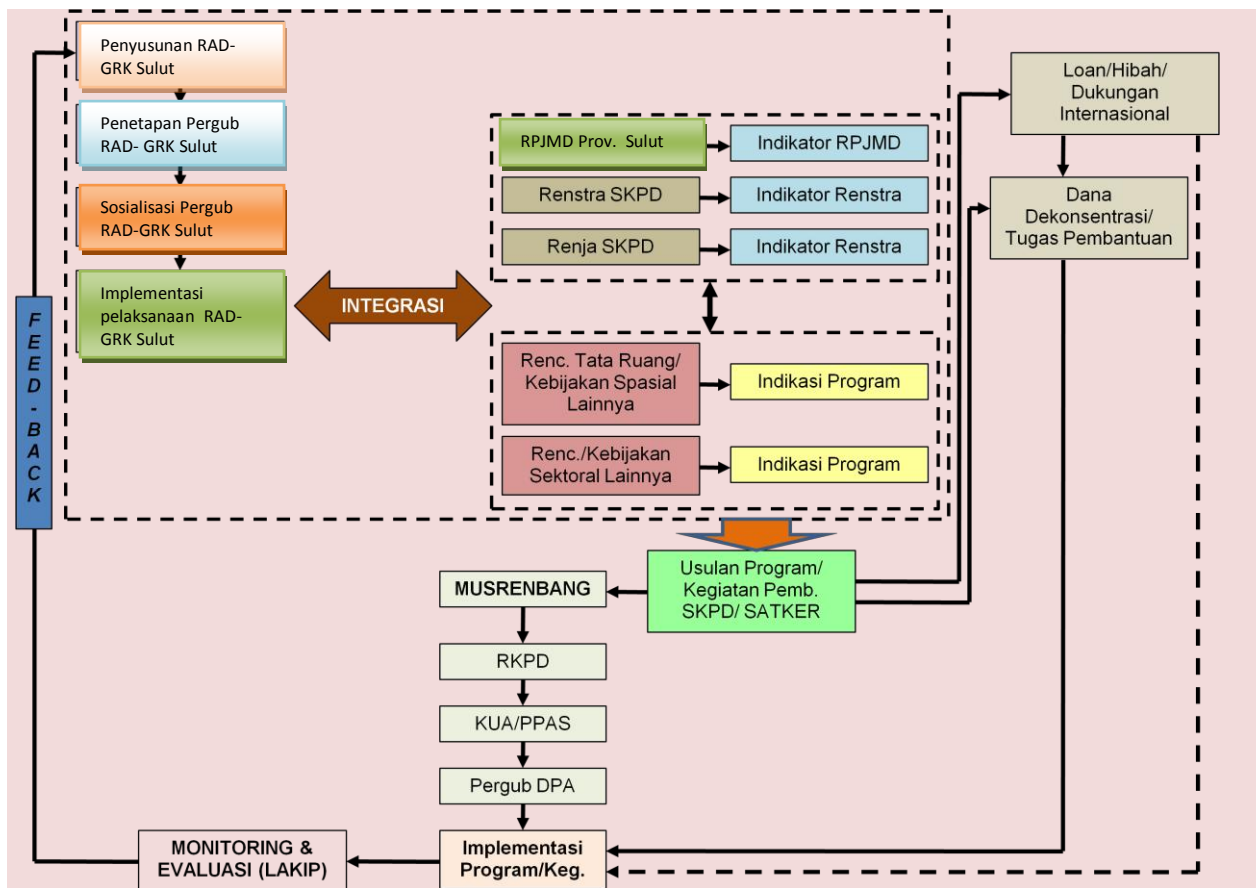 Penyusunan RAD-
GRK Sulut
Penetapan Pergub
RAD- GRK Sulut
Sosialisasi Pergub
RAD-GRK Sulut
Implementasi
pelaksanaan RAD-
GRK Sulut
FEED-BACK
INTEGRASI
RPJMD Prov. Sulut
Indikator RPJMD
Renstra SKPD
Indikator Renstra
Renja SKPD
Indikator Renstra
Renc. Tata Ruang/
Kebijakan Spasial
Lainnya
Indikasi Program
Renc./Kebijakan
Sektoral Lainnya
Indikasi Program
Loan/Hibah/
Dukungan
Internasional
Dana
Dekonsentrasi/
Tugas Pembantuan
Usulan Program/
Kegiatan Pemb.
SKPD/ SATKER
MUSRENBANG
RKPD
KUA/PPAS
Pergub DPA
Implementasi
Program/Keg.
MONITORING &
EVALUASI (LAKIP)